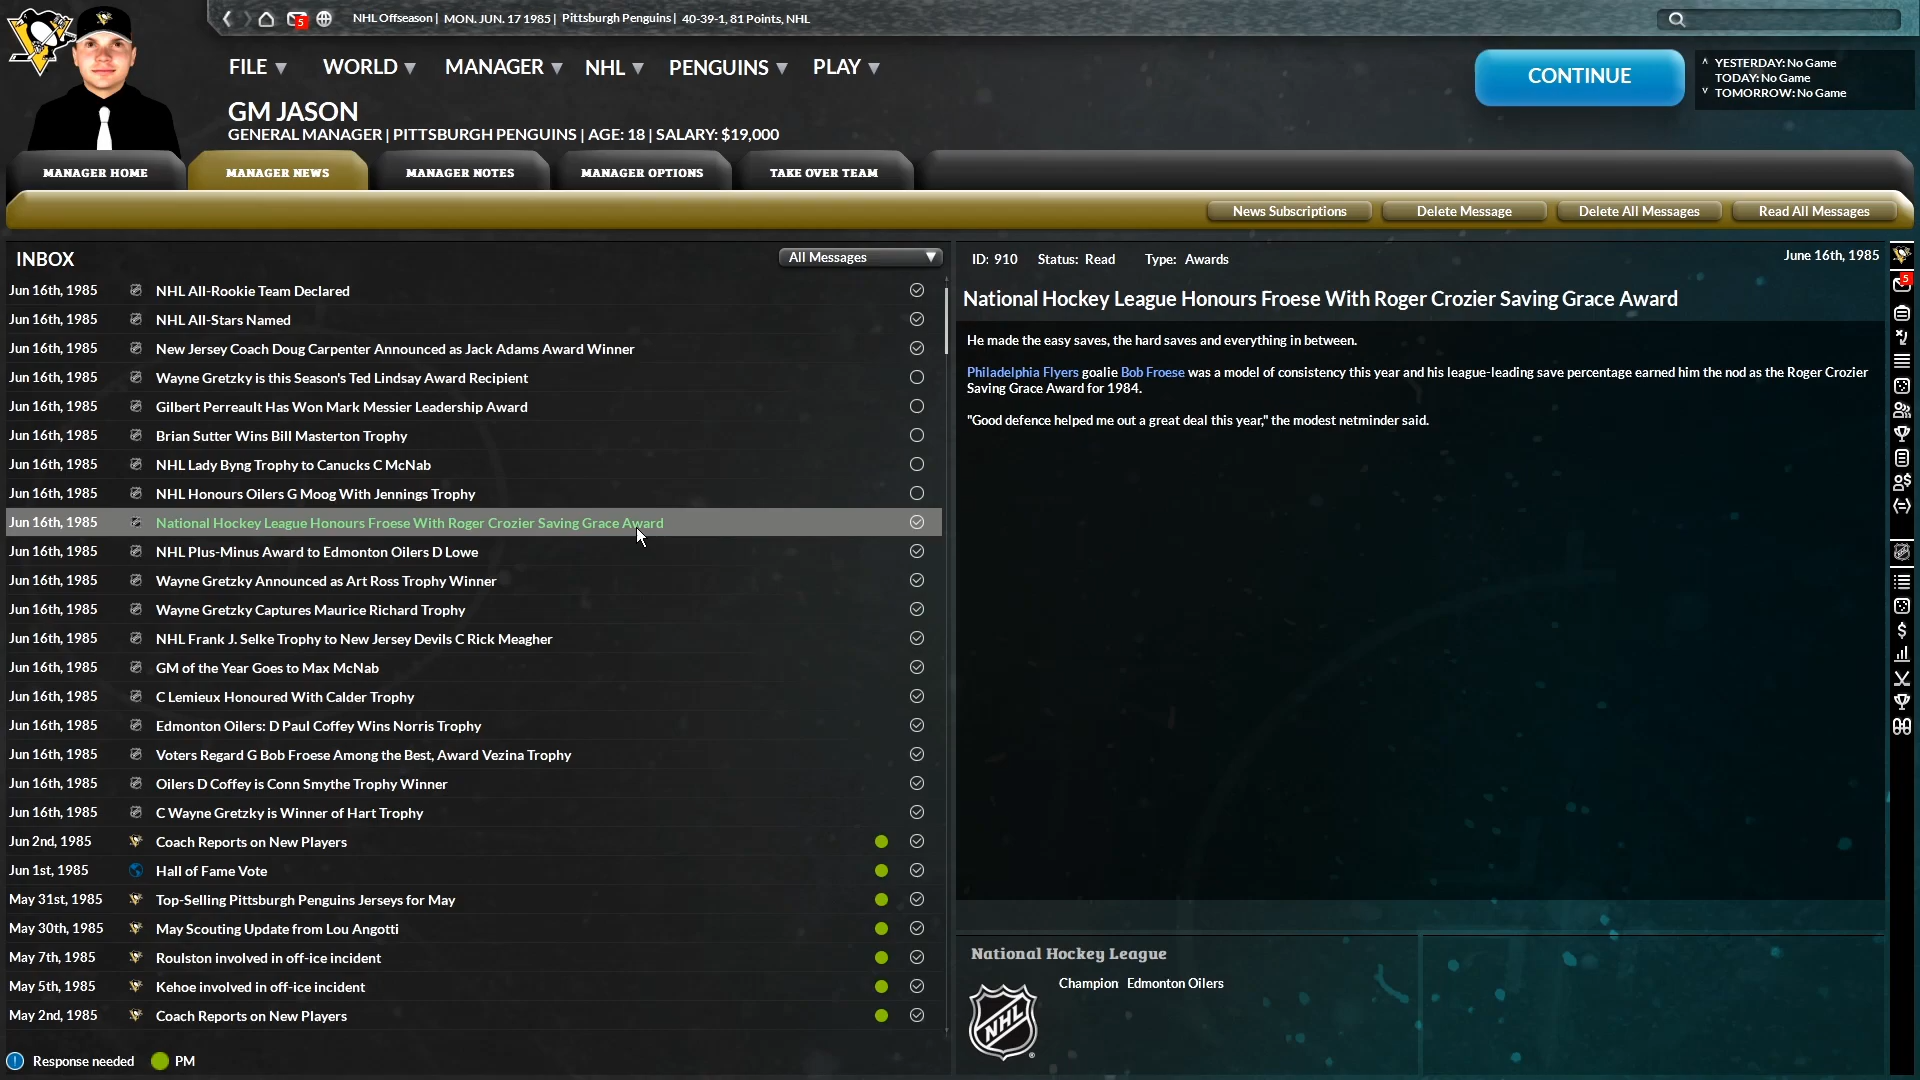 5
NHL Offseason | MON. JUN. 17 1985 | Pittsburgh Penguins | 40-39-1, 81 Points, NHL
FILE WORLD MANAGER NHL PENGUINS PLAY
CONTINUE
YESTERDAY: No Game
TODAY: No Game
TOMORROW: No Game
GM JASON
GENERAL MANAGER | PITTSBURGH PENGUINS | AGE: 18 | SALARY: $19,000
MANAGER HOME MANAGER NEWS MANAGER NOTES MANAGER OPTIONS TAKE OVER TEAM
News Subscriptions Delete Message Delete All Messages Read All Messages
INBOX All Messages
Jun 16th, 1985 NHL All-Rookie Team Declared
Jun 16th, 1985 NHL All-Stars Named
Jun 16th, 1985 New Jersey Coach Doug Carpenter Announced as Jack Adams Award Winner
Jun 16th, 1985 Wayne Gretzky is this Season's Ted Lindsay Award Recipient
Jun 16th, 1985 Gilbert Perreault Has Won Mark Messier Leadership Award
Jun 16th, 1985 Brian Sutter Wins Bill Masterton Trophy
Jun 16th, 1985 NHL Lady Byng Trophy to Canucks C McNab
Jun 16th, 1985 NHL Honours Oilers G Moog With Jennings Trophy
Jun 16th, 1985 National Hockey League Honours Froese With Roger Crozier Saving Grace Award
Jun 16th, 1985 NHL Plus-Minus Award to Edmonton Oilers D Lowe
Jun 16th, 1985 Wayne Gretzky Announced as Art Ross Trophy Winner
Jun 16th, 1985 Wayne Gretzky Captures Maurice Richard Trophy
Jun 16th, 1985 NHL Frank J. Selke Trophy to New Jersey Devils C Rick Meagher
Jun 16th, 1985 GM of the Year Goes to Max McNab
Jun 16th, 1985 C Lemieux Honoured With Calder Trophy
Jun 16th, 1985 Edmonton Oilers: D Paul Coffey Wins Norris Trophy
Jun 16th, 1985 Voters Regard G Bob Froese Among the Best, Award Vezina Trophy
Jun 16th, 1985 Oilers D Coffey is Conn Smythe Trophy Winner
Jun 16th, 1985 C Wayne Gretzky is Winner of Hart Trophy
Jun 2nd, 1985 Coach Reports on New Players
Jun 1st, 1985 Hall of Fame Vote
May 31st, 1985 Top-Selling Pittsburgh Penguins Jerseys for May
May 30th, 1985 May Scouting Update from Lou Angotti
May 7th, 1985 Roulston involved in off-ice incident
May 5th, 1985 Kehoe involved in off-ice incident
May 2nd, 1985 Coach Reports on New Players
Response needed PM
ID: 910 Status: Read Type: Awards June 16th, 1985
National Hockey League Honours Froese With Roger Crozier Saving Grace Award
He made the easy saves, the hard saves and everything in between.
Philadelphia Flyers goalie Bob Froese was a model of consistency this year and his league-leading save percentage earned him the nod as the Roger Crozier
Saving Grace Award for 1984.
"Good defence helped me out a great deal this year," the modest netminder said.
National Hockey League
Champion Edmonton Oilers
NHL
5